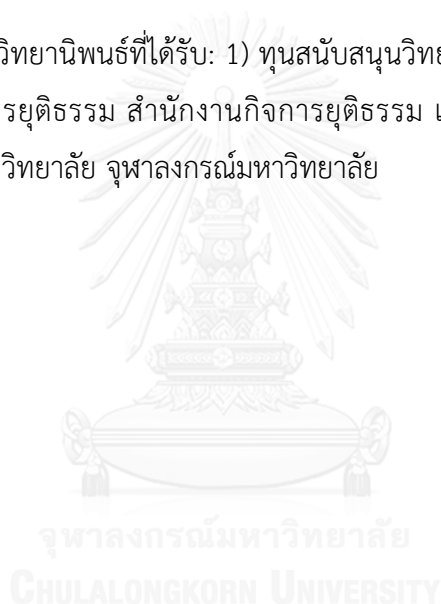 วิทยานิพนธ์ที่ได้รับ: 1) ทุนสนับสนุนวิทย
รยุติธรรม สำนักงานกิจการยุติธรรม แ
วิทยาลัย จุฬาลงกรณ์มหาวิทยาลัย
จุฬาลงกรณ์มหาวิทยาลัย
CHULALONGKORN UNIVERSITY